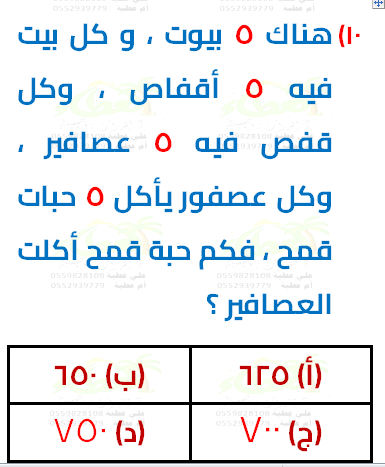 ١٠) هناك ٥ بيوت ، و كل بيت
فيه ٥ أقفاص ، وكل
قفص فيه ٥ عصافير ،
وكل عصفور يأكل ٥ حبات
قمح ، فكم حبة قمح أكلت
العصافير ؟
(أ) ٦٢٥ (ب) ٦٥٠
(ج) ٧٠٠ (د) ٧٥٠